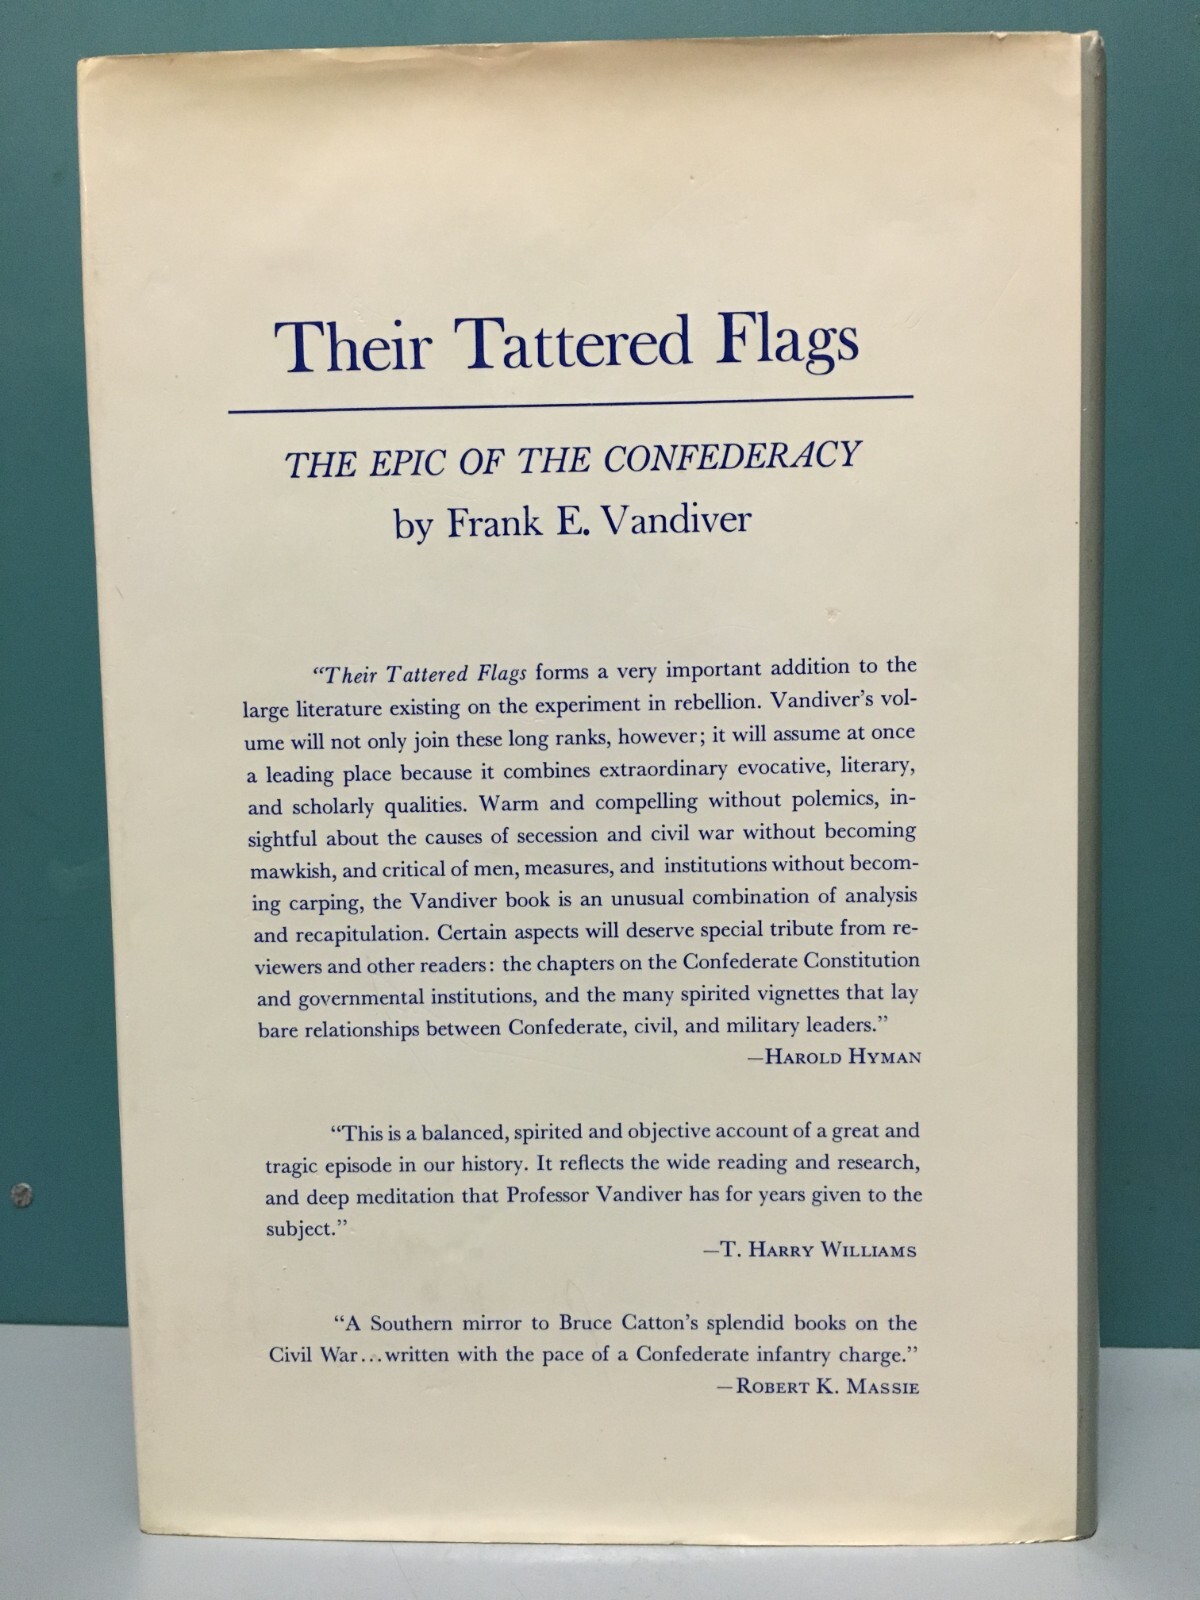 Their Tattered Flags
THE EPIC OF THE CONFEDERACY
by Frank E. Vandiver
“Their Tattered Flags forms a very important addition to the
large literature existing on the experiment in rebellion. Vandiver’s vol-
ume will not only join these long ranks, however; it will assume at once
a leading place because it combines extraordinary evocative, literary,
and scholarly qualities. Warm and compelling without polemics, in-
sightful about the causes of secession and civil war without becoming
mawkish, and critical of men, measures, and institutions without becom-
ing carping, the Vandiver book is an unusual combination of analysis
and recapitulation. Certain aspects will deserve special tribute from re-
viewers and other readers: the chapters on the Confederate Constitution
and governmental institutions, and the many spirited vignettes that lay
bare relationships between Confederate, civil, and military leaders.”
—HAROLD HYMAN
“This is a balanced, spirited and objective account of a great and
tragic episode in our history. It reflects the wide reading and research,
and deep meditation that Professor Vandiver has for years given to the
subject.”
—T. HARRY WILLIAMS
“A Southern mirror to Bruce Catton’s splendid books on the
Civil War...written with the pace of a Confederate infantry charge.”
—ROBERT K. MASSIE